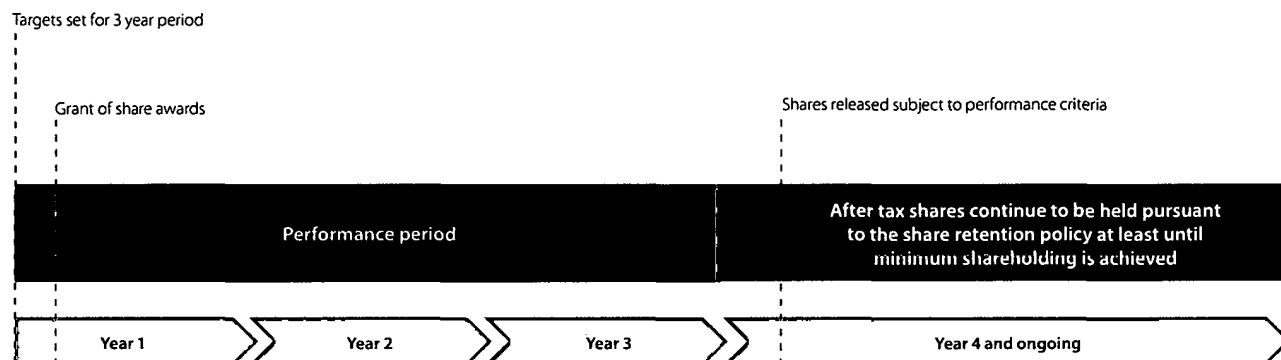 Targets set for 3 year period
Grant of share awards
Shares released subject to performance criteria
Performance period
After tax shares continue to be held pursuant
to the share retention policy at least until
minimum shareholding is achieved
Year 1
Year 2
Year 3
Year 4 and ongoing